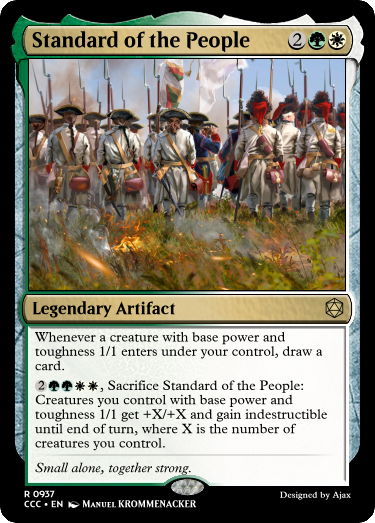 Standard of the People 2
Legendary Artifact
Whenever a creature with base power and
toughness 1/1 enters under your control, draw a
card.
2, Sacrifice Standard of the People:
Creatures you control with base power and
toughness 1/1 get +X/+X and gain indestructible
until end of turn, where X is the number of
creatures you control.
Small alone, together strong.
R 0937
CCC • EN Manuel Krommenacker
Designed by Ajax